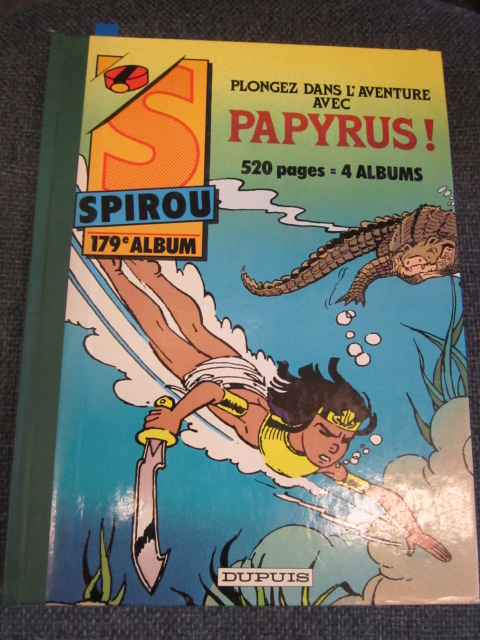 PLONGEZ DANS L'AVENTURE
AVEC
PAPYRUS!
520 pages = 4 ALBUMS
S
SPIROU
179e ALBUM
DUPUIS